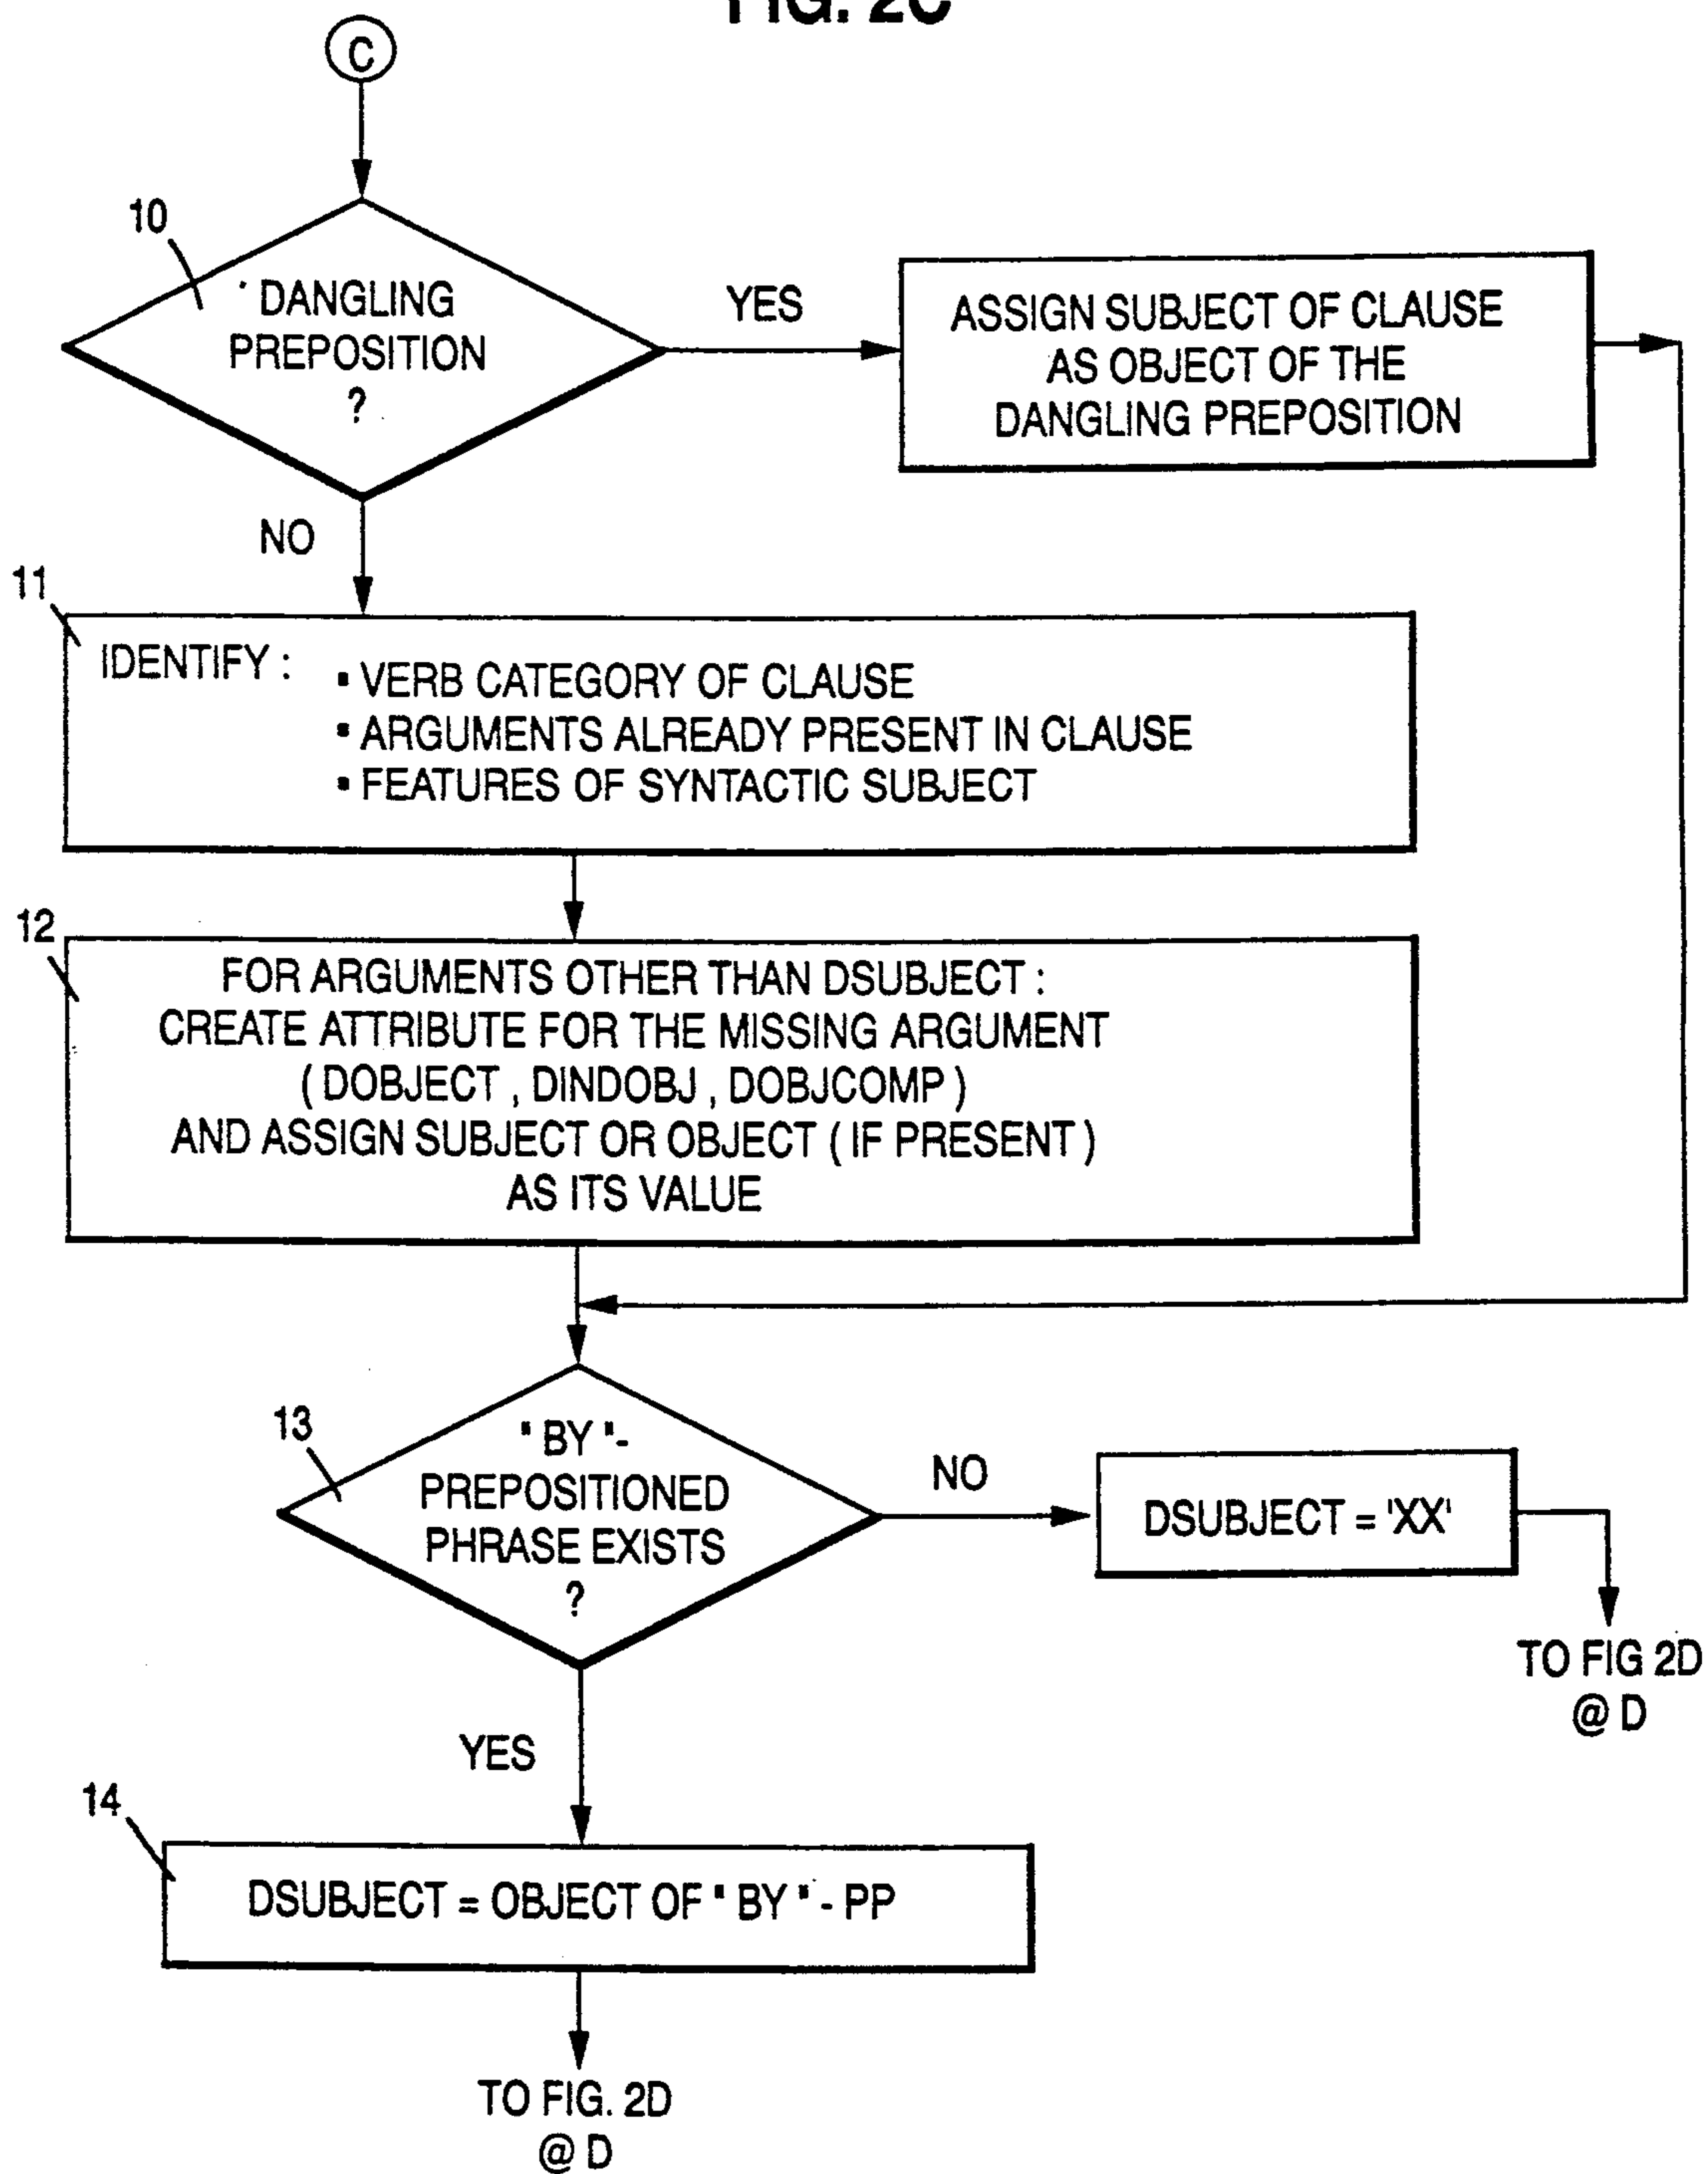 FIG. 2C
C
10
DANGLING
PREPOSITION
?
YES
ASSIGN SUBJECT OF CLAUSE
AS OBJECT OF THE
DANGLING PREPOSITION
NO
11
IDENTIFY :
▪ VERB CATEGORY OF CLAUSE
▪ ARGUMENTS ALREADY PRESENT IN CLAUSE
▪ FEATURES OF SYNTACTIC SUBJECT
12
FOR ARGUMENTS OTHER THAN DSUBJECT :
CREATE ATTRIBUTE FOR THE MISSING ARGUMENT
( DOBJECT , DINDOBJ , DOBJCOMP )
AND ASSIGN SUBJECT OR OBJECT ( IF PRESENT )
AS ITS VALUE
13
" BY "-
PREPOSITIONED
PHRASE EXISTS
?
NO
DSUBJECT = 'XX'
TO FIG 2D
@ D
YES
14
DSUBJECT = OBJECT OF " BY " - PP
TO FIG. 2D
@ D